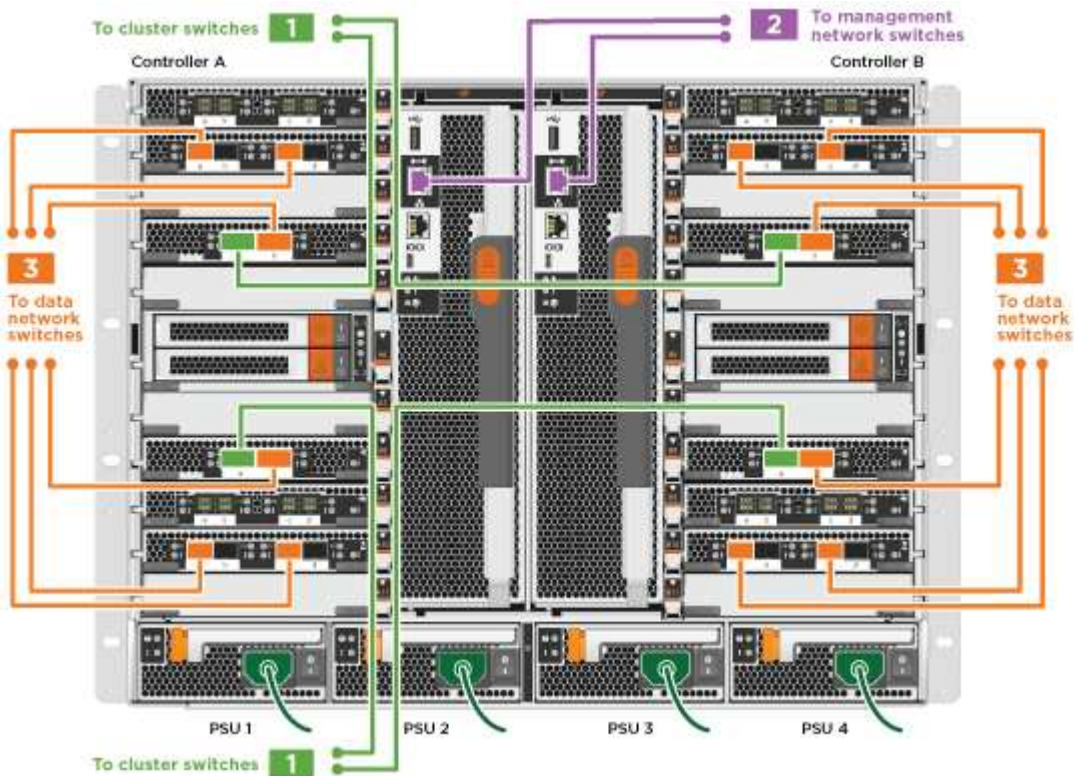 To cluster switches 1
2 To management
network switches
Controller A
Controller B
3
To data
network
switches
3
To data
network
switches
PSU 1
PSU 2
PSU 3
PSU 4
To cluster switches 1